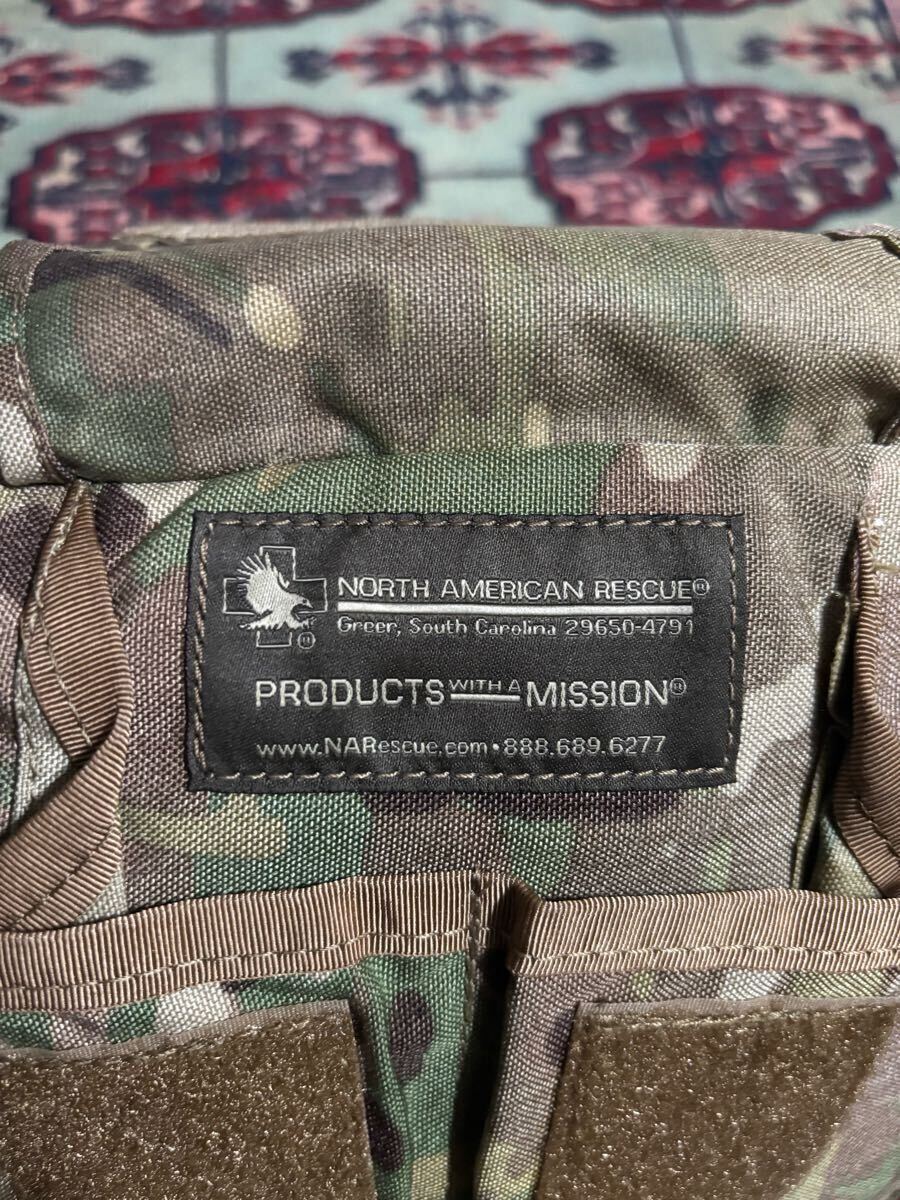 NORTH AMERICAN RESCUE®
Greer, South Carolina 29650-4791
®
PRODUCTS WITH A MISSION®
www.NARescue.com•888.689.6277